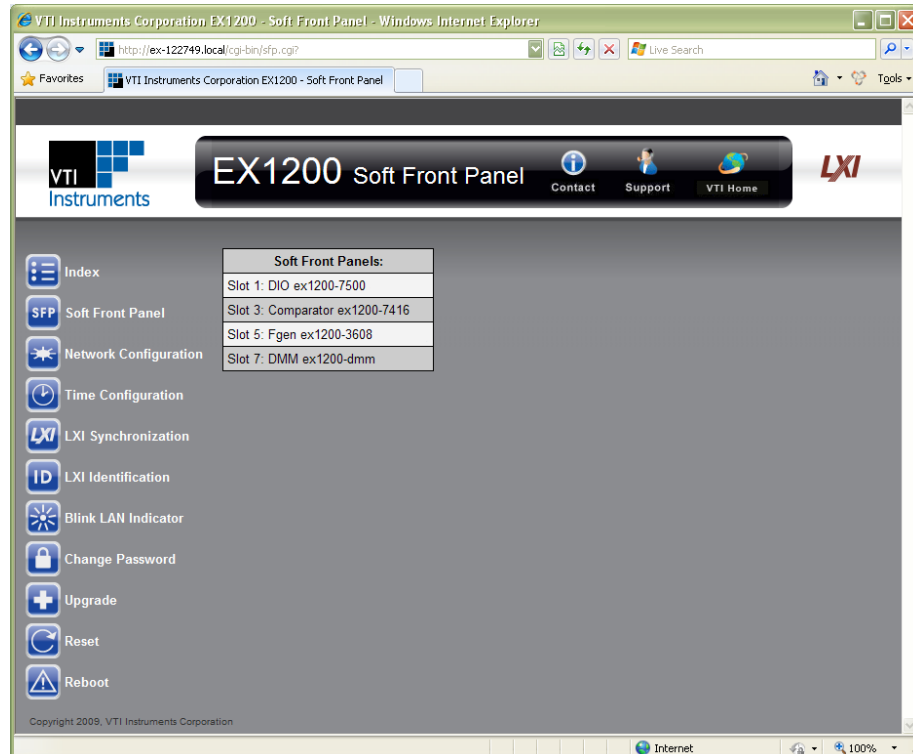 VTI Instruments Corporation EX1200 - Soft Front Panel - Windows Internet Explorer
http://ex-122749.local/cgi-bin/sfp.cgi?
Live Search
Favorites
VTI Instruments Corporation EX1200 - Soft Front Panel
Tools
VTI
Instruments
EX1200 Soft Front Panel
Contact
Support
VTI Home
LXI
Soft Front Panels:
Slot 1: DIO ex1200-7500
Slot 3: Comparator ex1200-7416
Slot 5: Fgen ex1200-3608
Slot 7: DMM ex1200-dmm
Index
SFP Soft Front Panel
Network Configuration
Time Configuration
LXI LXI Synchronization
ID LXI Identification
Blink LAN Indicator
Change Password
Upgrade
Reset
Reboot
Copyright 2009, VTI Instruments Corporation
Internet
100%